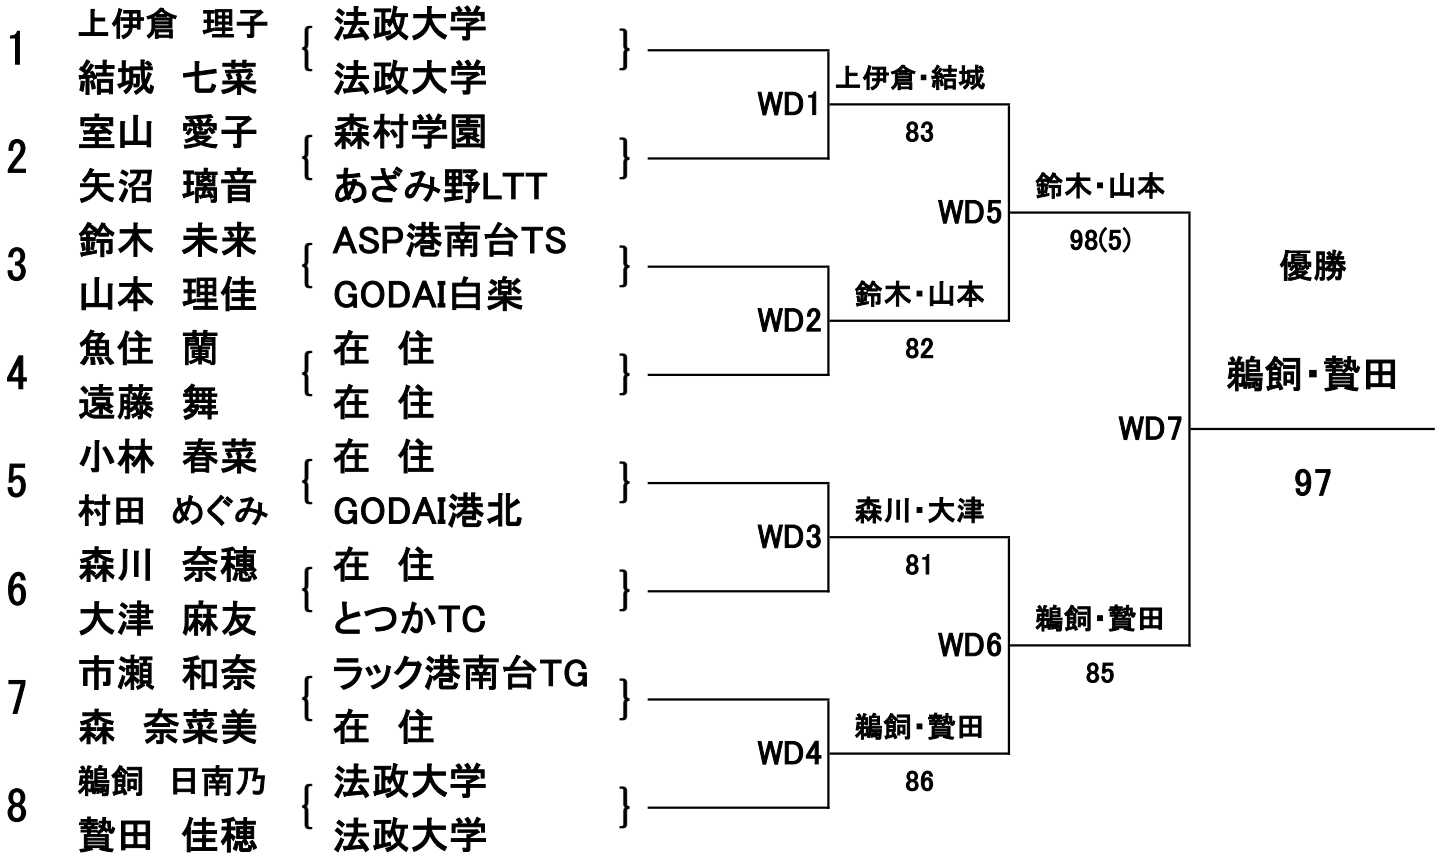 1
上伊倉 理子 法政大学
結城 七菜 法政大学
2
室山 愛子 森村学園
矢沼 璃音 あざみ野LTT
3
鈴木 未来 ASP港南台TS
山本 理佳 GODAI白楽
4
魚住 蘭 在 住
遠藤 舞 在 住
5
小林 春菜 在 住
村田 めぐみ GODAI港北
6
森川 奈穂 在 住
大津 麻友 とつかTC
7
市瀬 和奈 ラック港南台TG
森 奈菜美 在 住
8
鵜飼 日南乃 法政大学
贄田 佳穂 法政大学
WD1
上伊倉・結城
83
WD2
鈴木・山本
82
WD3
森川・大津
81
WD4
鵜飼・贄田
86
WD5
鈴木・山本
98(5)
WD6
鵜飼・贄田
85
WD7
優勝
鵜飼・贄田
97